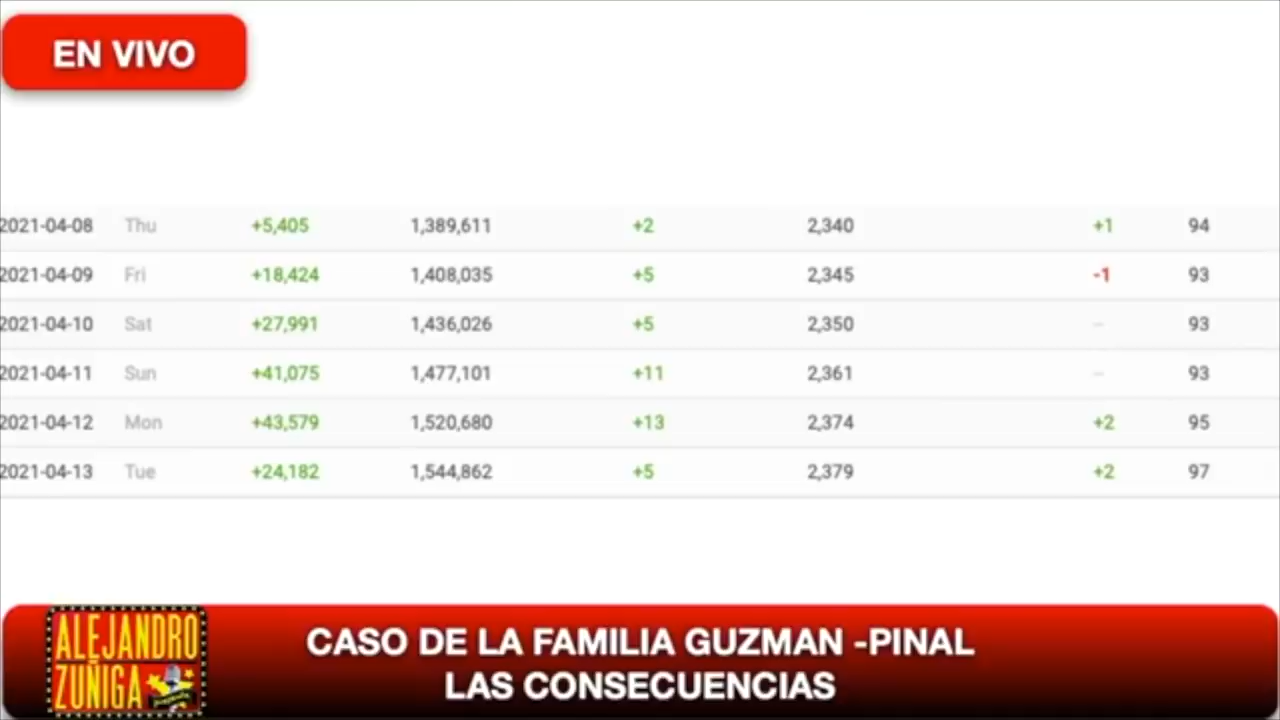 EN VIVO
2021-04-08 Thu +5,405 1,389,611 +2 2,340 +1 94
2021-04-09 Fri +18,424 1,408,035 +5 2,345 -1 93
2021-04-10 Sat +27,991 1,436,026 +5 2,350 -- 93
2021-04-11 Sun +41,075 1,477,101 +11 2,361 -- 93
2021-04-12 Mon +43,579 1,520,680 +13 2,374 +2 95
2021-04-13 Tue +24,182 1,544,862 +5 2,379 +2 97
ALEJANDRO
ZUÑIGA
CASO DE LA FAMILIA GUZMAN -PINAL
LAS CONSECUENCIAS